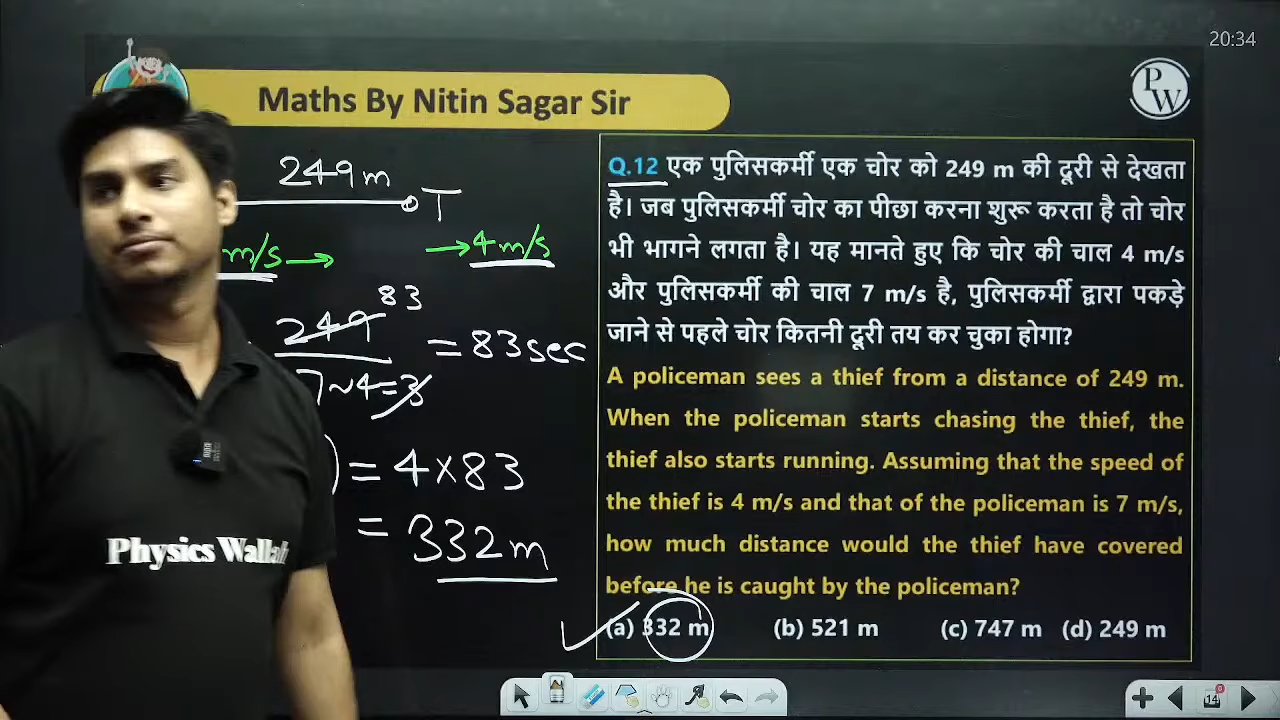 20:34
Maths By Nitin Sagar Sir
PW
249m
T
m/s → → 4 m/s
249 83
7~4=3
= 83 sec
) = 4×83
= 332m
Physics Wallah
Q.12 एक पुलिसकर्मी एक चोर को 249 m की दूरी से देखता
है। जब पुलिसकर्मी चोर का पीछा करना शुरू करता है तो चोर
भी भागने लगता है। यह मानते हुए कि चोर की चाल 4 m/s
और पुलिसकर्मी की चाल 7 m/s है, पुलिसकर्मी द्वारा पकड़े
जाने से पहले चोर कितनी दूरी तय कर चुका होगा?
A policeman sees a thief from a distance of 249 m.
When the policeman starts chasing the thief, the
thief also starts running. Assuming that the speed of
the thief is 4 m/s and that of the policeman is 7 m/s,
how much distance would the thief have covered
before he is caught by the policeman?
(a) 332 m (b) 521 m (c) 747 m (d) 249 m
14